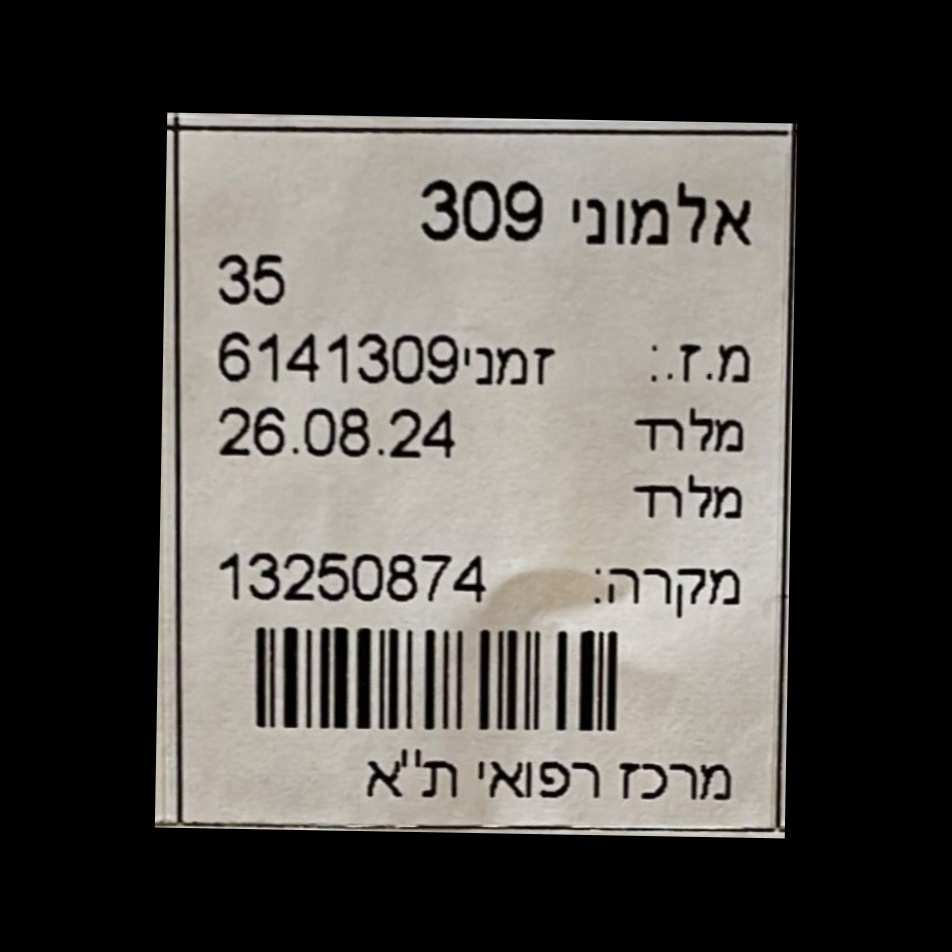 אלמוני 309
35
מ.ז.: זמני6141309
מלרד 26.08.24
מלרד
מקרה: 13250874
מרכז רפואי ת"א